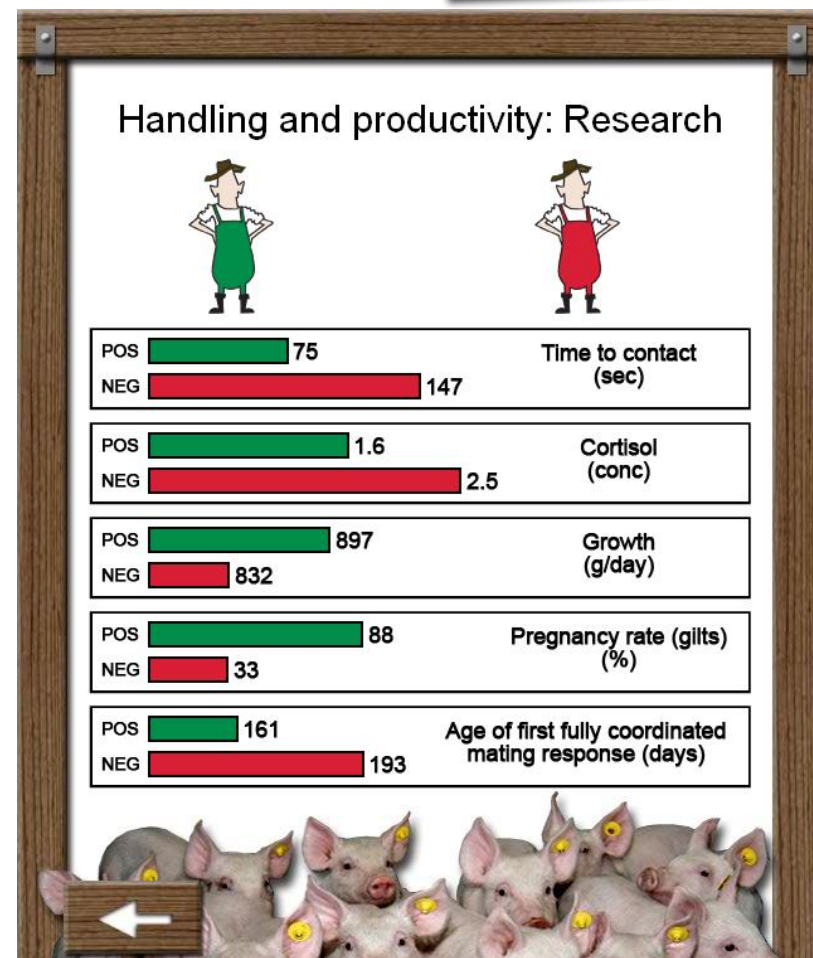 Handling and productivity: Research
POS 75
NEG 147
Time to contact
(sec)
POS 1.6
NEG 2.5
Cortisol
(conc)
POS 897
NEG 832
Growth
(g/day)
POS 88
NEG 33
Pregnancy rate (gilts)
(%)
POS 161
NEG 193
Age of first fully coordinated
mating response (days)